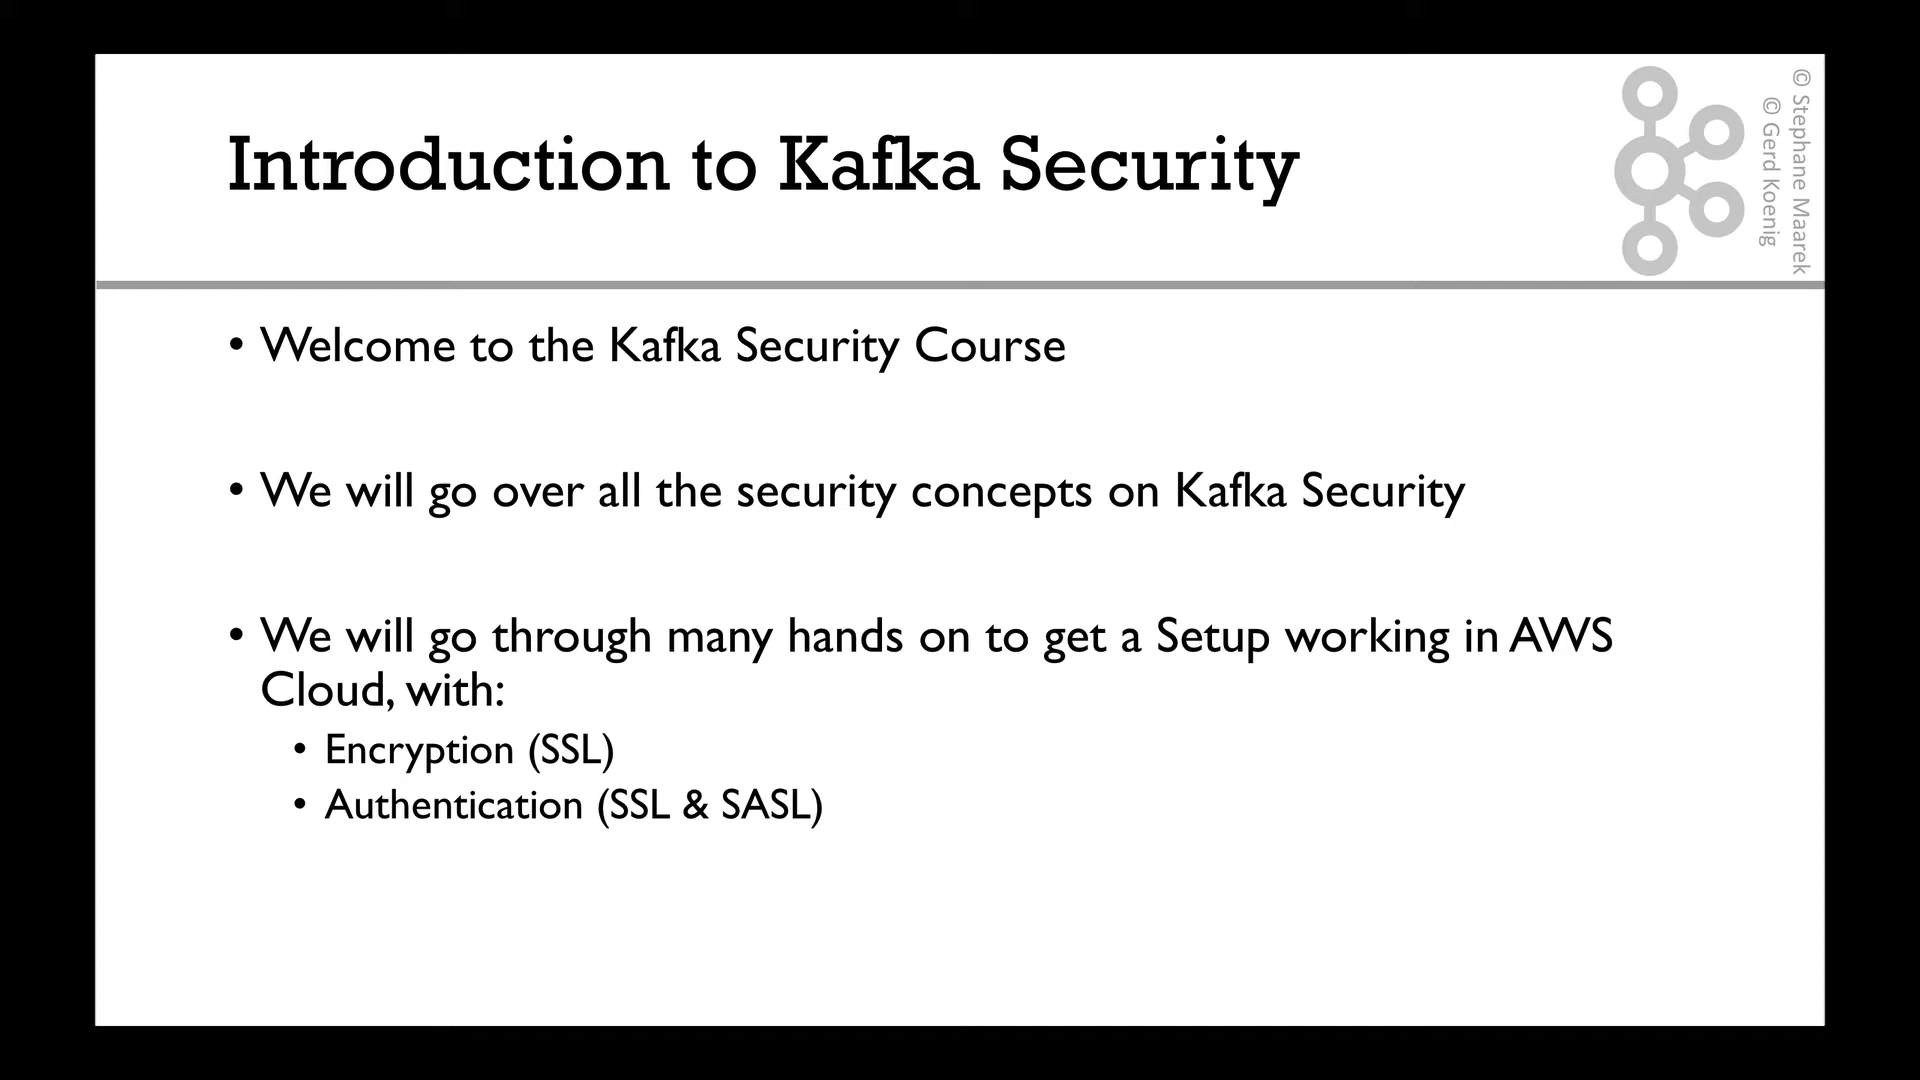 Introduction to Kafka Security
© Stephane Maarek
© Gerd Koenig
• Welcome to the Kafka Security Course
• We will go over all the security concepts on Kafka Security
• We will go through many hands on to get a Setup working in AWS
Cloud, with:
• Encryption (SSL)
• Authentication (SSL & SASL)